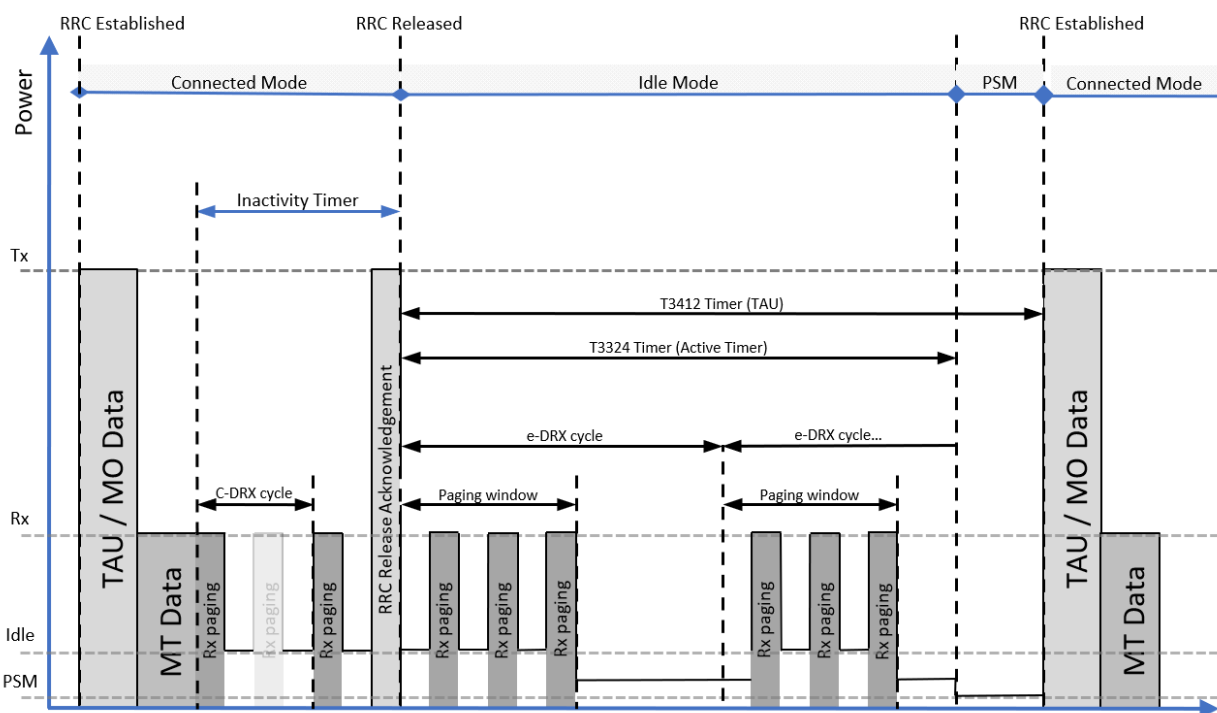 RRC Established
RRC Released
RRC Established
Power
Connected Mode
Idle Mode
PSM
Connected Mode
Inactivity Timer
Tx
T3412 Timer (TAU)
T3324 Timer (Active Timer)
e-DRX cycle
e-DRX cycle...
C-DRX cycle
Paging window
Paging window
Rx
TAU / MO Data
MT Data
Rx paging
Rx paging
Rx paging
RRC Release Acknowledgement
Rx paging
Rx paging
Rx paging
Rx paging
Rx paging
Rx paging
TAU / MO Data
MT Data
Idle
PSM